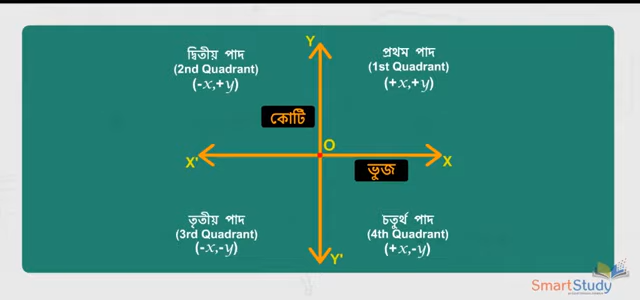 Y
দ্বিতীয় পাদ
(2nd Quadrant)
(-x,+y)
প্রথম পাদ
(1st Quadrant)
(+x,+y)
কোটি
O
X'
X
ভুজ
তৃতীয় পাদ
(3rd Quadrant)
(-x,-y)
চতুর্থ পাদ
(4th Quadrant)
(+x,-y)
Y'
SmartStudy